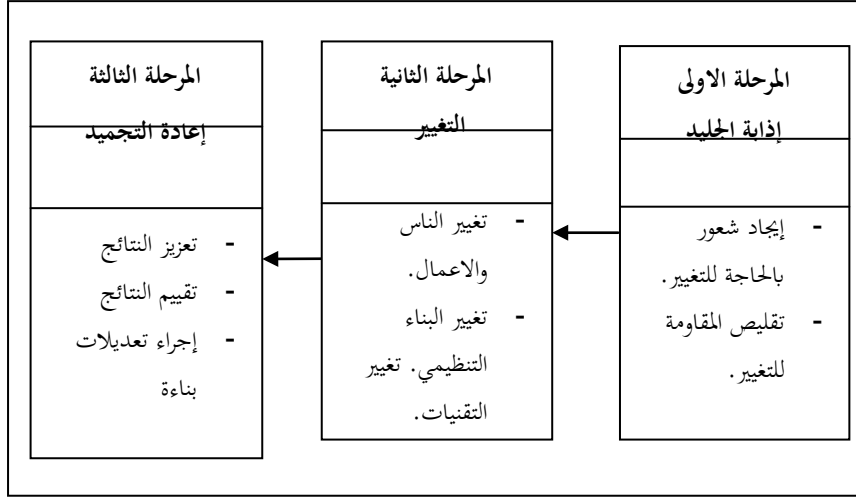 المرحلة الاولى
إذابة الجليد
- إيجاد شعور
بالحاجة للتغيير.
- تقليص المقاومة
للتغيير.
المرحلة الثانية
التغيير
- تغيير الناس
والاعمال.
- تغيير البناء
التنظيمي. تغيير
التقنيات.
المرحلة الثالثة
إعادة التجميد
- تعزيز النتائج
- تقييم النتائج
- إجراء تعديلات
بناءة